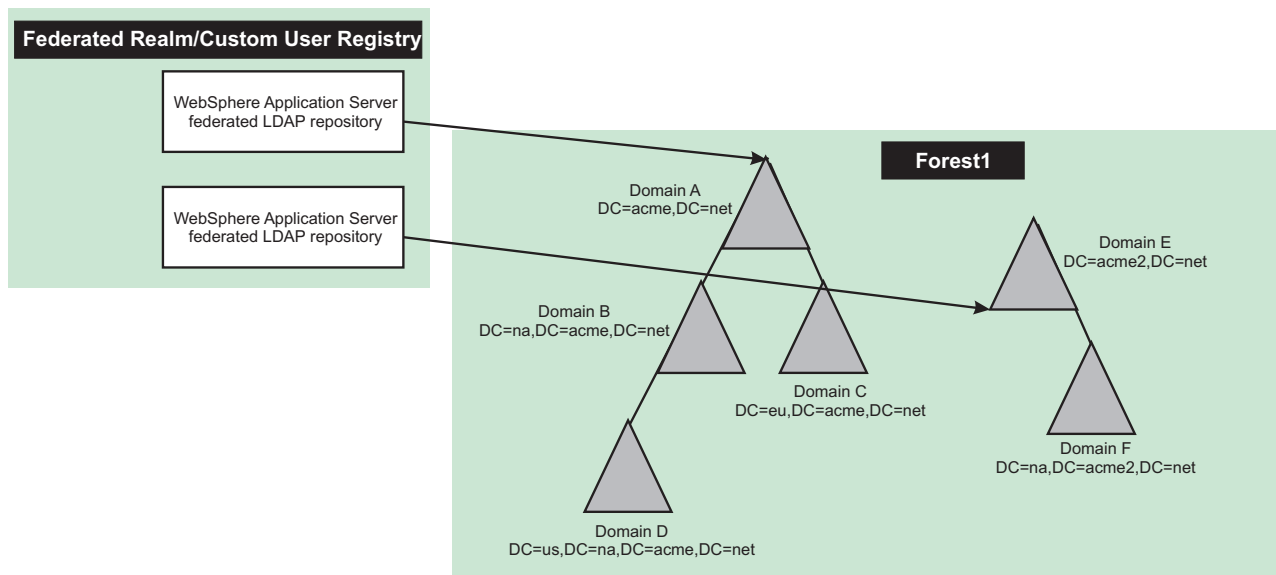 Federated Realm/Custom User Registry
WebSphere Application Server
federated LDAP repository
WebSphere Application Server
federated LDAP repository
Forest1
Domain A
DC=acme,DC=net
Domain E
DC=acme2,DC=net
Domain B
DC=na,DC=acme,DC=net
Domain C
DC=eu,DC=acme,DC=net
Domain F
DC=na,DC=acme2,DC=net
Domain D
DC=us,DC=na,DC=acme,DC=net